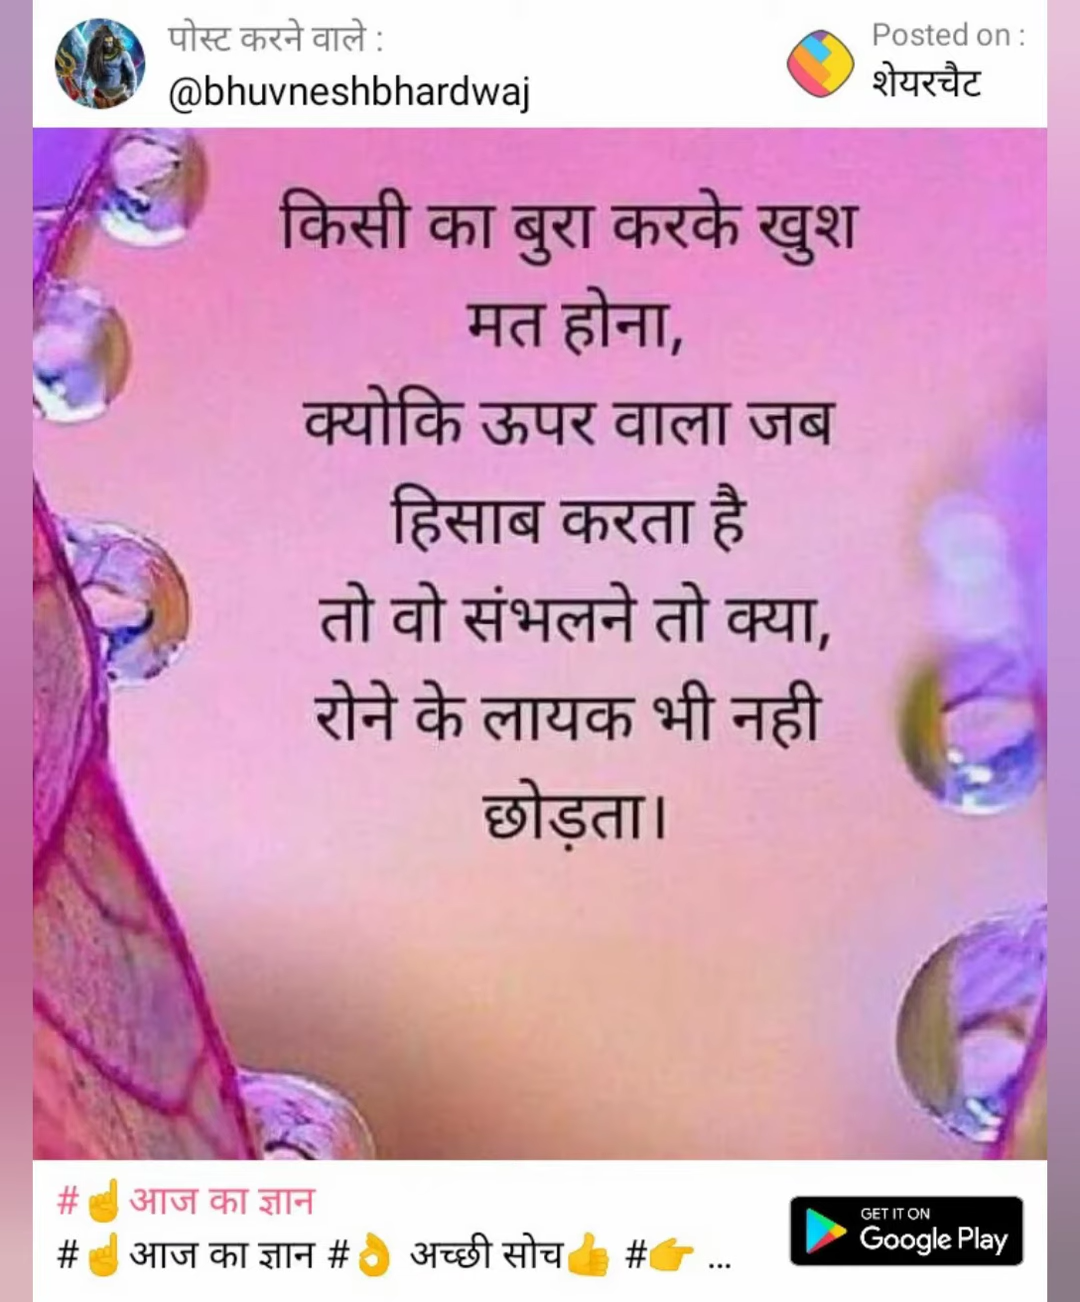 पोस्ट करने वाले :
@bhuvneshbhardwaj
Posted on :
शेयरचैट
किसी का बुरा करके खुश
मत होना,
क्योकि ऊपर वाला जब
हिसाब करता है
तो वो संभलने तो क्या,
रोने के लायक भी नही
छोड़ता।
#☝️आज का ज्ञान
#☝️आज का ज्ञान #👌 अच्छी सोच👍 #👉 ...
GET IT ON
Google Play